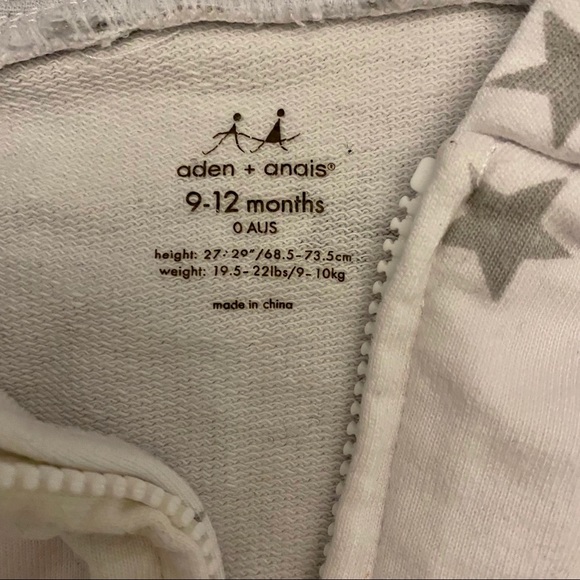 aden + anais®
9-12 months
0 AUS
height: 27-29"/68.5-73.5cm
weight: 19.5-22lbs/9-10kg
made in china